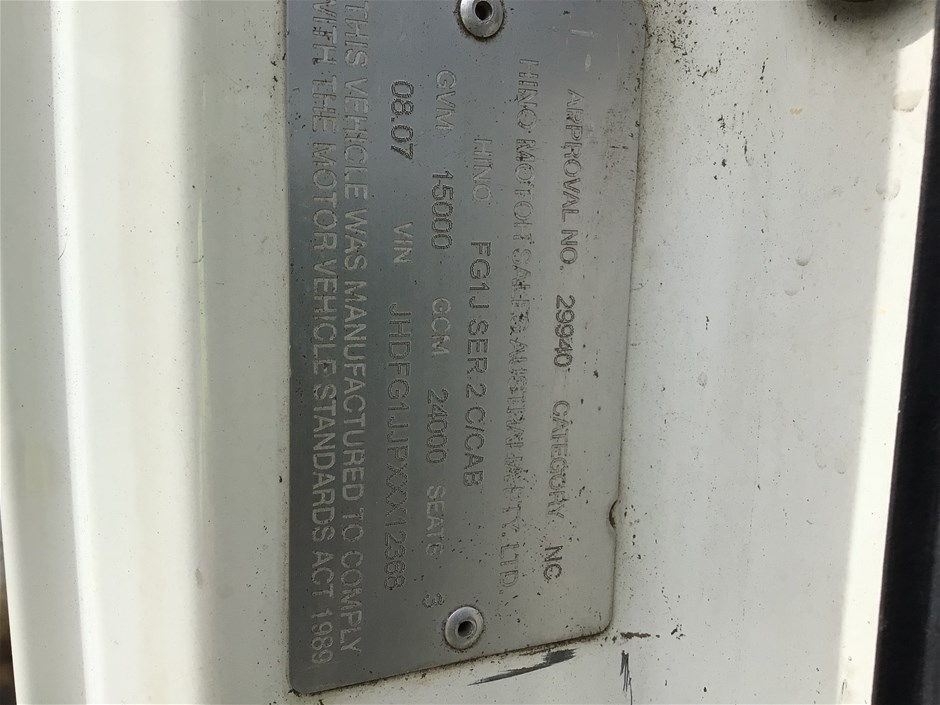 APPROVAL NO. 29940 CATEGORY NC
HINO MOTOR SALES AUSTRALIA PTY. LTD.
HINO FG1J SER 2 C/CAB
GVM 15000 GCM 24000 SEATS 3
08.07 VIN JHDFG1JJPXXX12368
THIS VEHICLE WAS MANUFACTURED TO COMPLY
WITH THE MOTOR VEHICLE STANDARDS ACT 1989